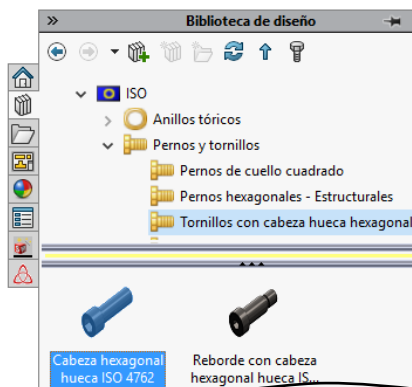 Biblioteca de diseño
ISO
Anillos tóricos
Pernos y tornillos
Pernos de cuello cuadrado
Pernos hexagonales - Estructurales
Tornillos con cabeza hueca hexagonal
Cabeza hexagonal
hueca ISO 4762
Reborde con cabeza
hexagonal hueca IS...